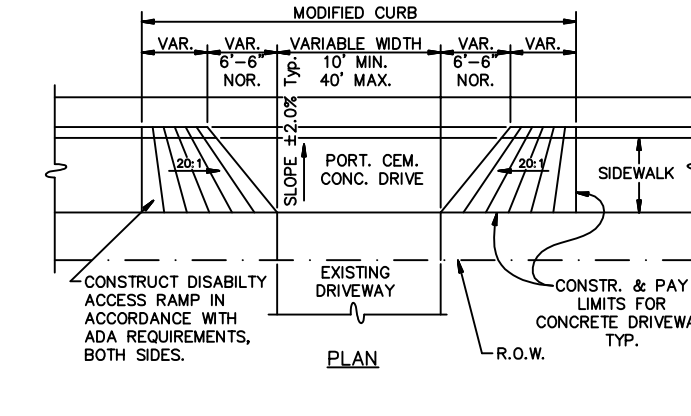 MODIFIED CURB
VAR.
VAR.
6'-6"
NOR.
VARIABLE WIDTH
10' MIN.
40' MAX.
VAR.
6'-6"
NOR.
VAR.
SLOPE ±2.0% Typ.
20:1
PORT. CEM.
CONC. DRIVE
20:1
SIDEWALK
CONSTRUCT DISABILTY
ACCESS RAMP IN
ACCORDANCE WITH
ADA REQUIREMENTS,
BOTH SIDES.
EXISTING
DRIVEWAY
CONSTR. & PAY
LIMITS FOR
CONCRETE DRIVEWA
TYP.
R.O.W.
PLAN